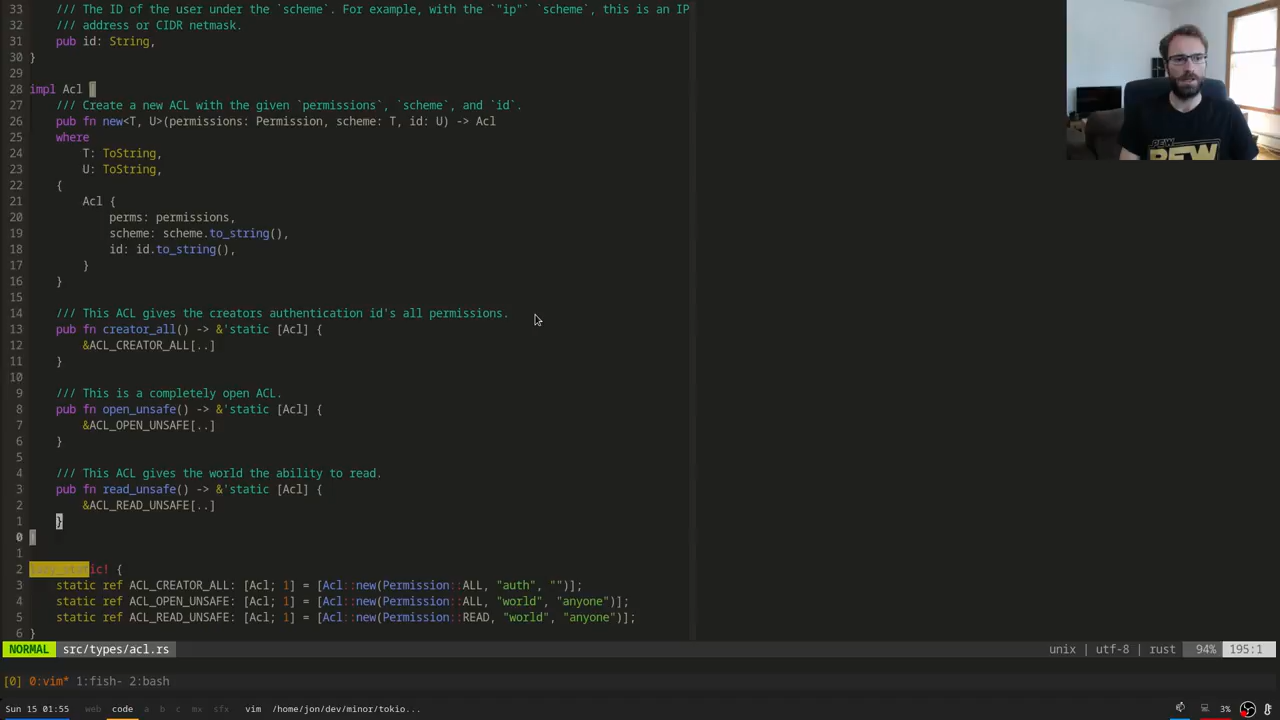 33 /// The ID of the user under the `scheme`. For example, with the `"ip"` `scheme`, this is an IP
32 /// address or CIDR netmask.
31 pub id: String,
30 }
29
28 impl Acl {
27 /// Create a new ACL with the given `permissions`, `scheme`, and `id`.
26 pub fn new<T, U>(permissions: Permission, scheme: T, id: U) -> Acl
25 where
24 T: ToString,
23 U: ToString,
22 {
21 Acl {
20 perms: permissions,
19 scheme: scheme.to_string(),
18 id: id.to_string(),
17 }
16 }
15
14 /// This ACL gives the creators authentication id's all permissions.
13 pub fn creator_all() -> &'static [Acl] {
12 &ACL_CREATOR_ALL[..]
11 }
10
9 /// This is a completely open ACL.
8 pub fn open_unsafe() -> &'static [Acl] {
7 &ACL_OPEN_UNSAFE[..]
6 }
5
4 /// This ACL gives the world the ability to read.
3 pub fn read_unsafe() -> &'static [Acl] {
2 &ACL_READ_UNSAFE[..]
1 }
0 }
1
2 lazy_static! {
3 static ref ACL_CREATOR_ALL: [Acl; 1] = [Acl::new(Permission::ALL, "auth", "")];
4 static ref ACL_OPEN_UNSAFE: [Acl; 1] = [Acl::new(Permission::ALL, "world", "anyone")];
5 static ref ACL_READ_UNSAFE: [Acl; 1] = [Acl::new(Permission::READ, "world", "anyone")];
6 }
NORMAL src/types/acl.rs unix | utf-8 | rust 94% 195:1
[0] 0:vim* 1:fish- 2:bash
Sun 15 01:55 web code a b c mx sfx vim /home/jon/dev/minor/tokio... 3%
PEW
PEW